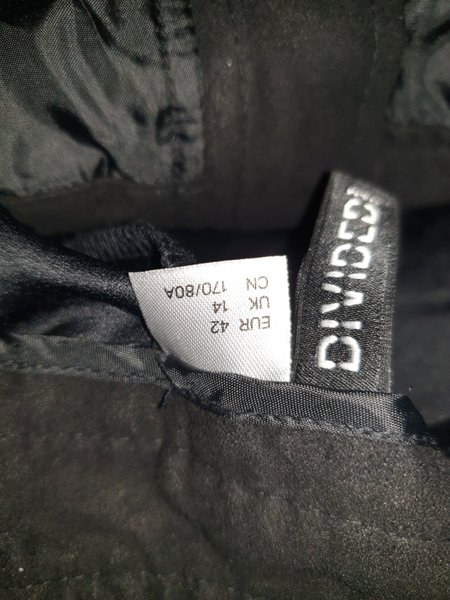 EUR 42
UK 14
CN 170/80A
DIVIDED